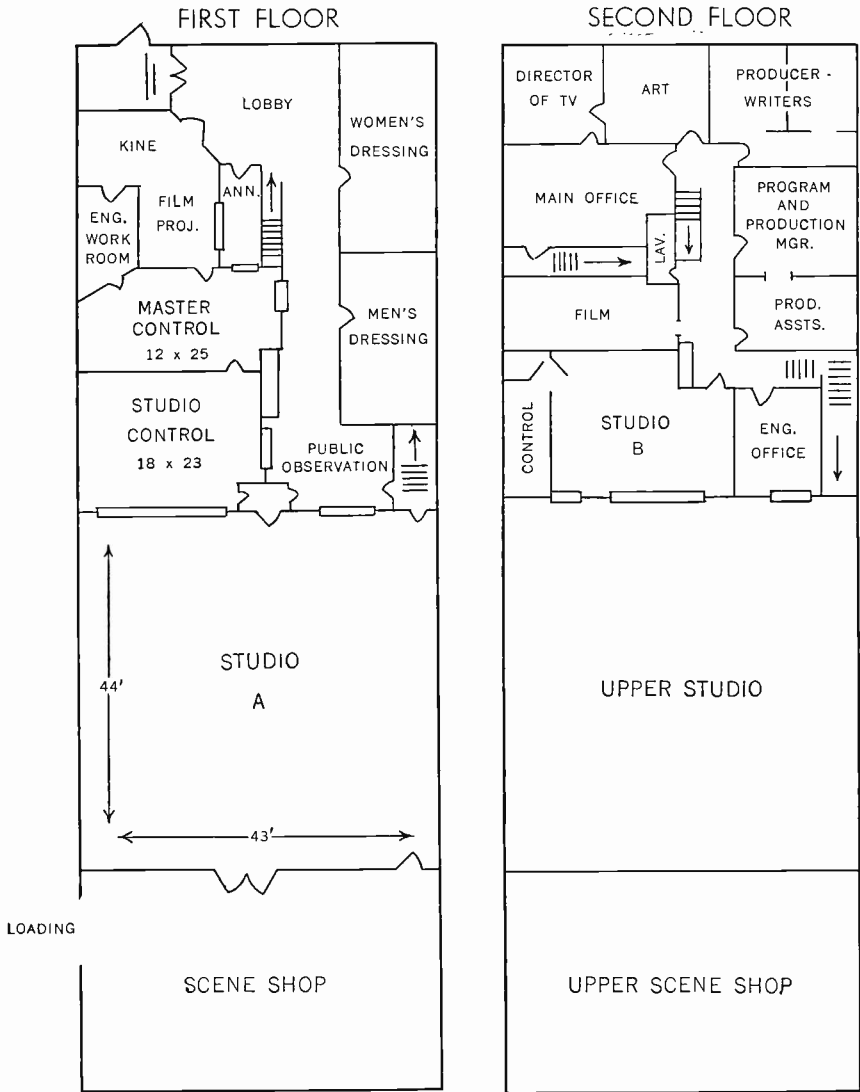 FIRST FLOOR
LOBBY
KINE
WOMEN'S
DRESSING
ANN.
FILM
PROJ.
ENG.
WORK
ROOM
MASTER
CONTROL
12 x 25
MEN'S
DRESSING
STUDIO
CONTROL
18 x 23
PUBLIC
OBSERVATION
STUDIO
A
44'
43'
LOADING
SCENE SHOP
SECOND FLOOR
DIRECTOR
OF TV
ART
PRODUCER -
WRITERS
MAIN OFFICE
PROGRAM
AND
PRODUCTION
MGR.
LAV.
FILM
PROD.
ASSTS.
CONTROL
STUDIO
B
ENG.
OFFICE
UPPER STUDIO
UPPER SCENE SHOP